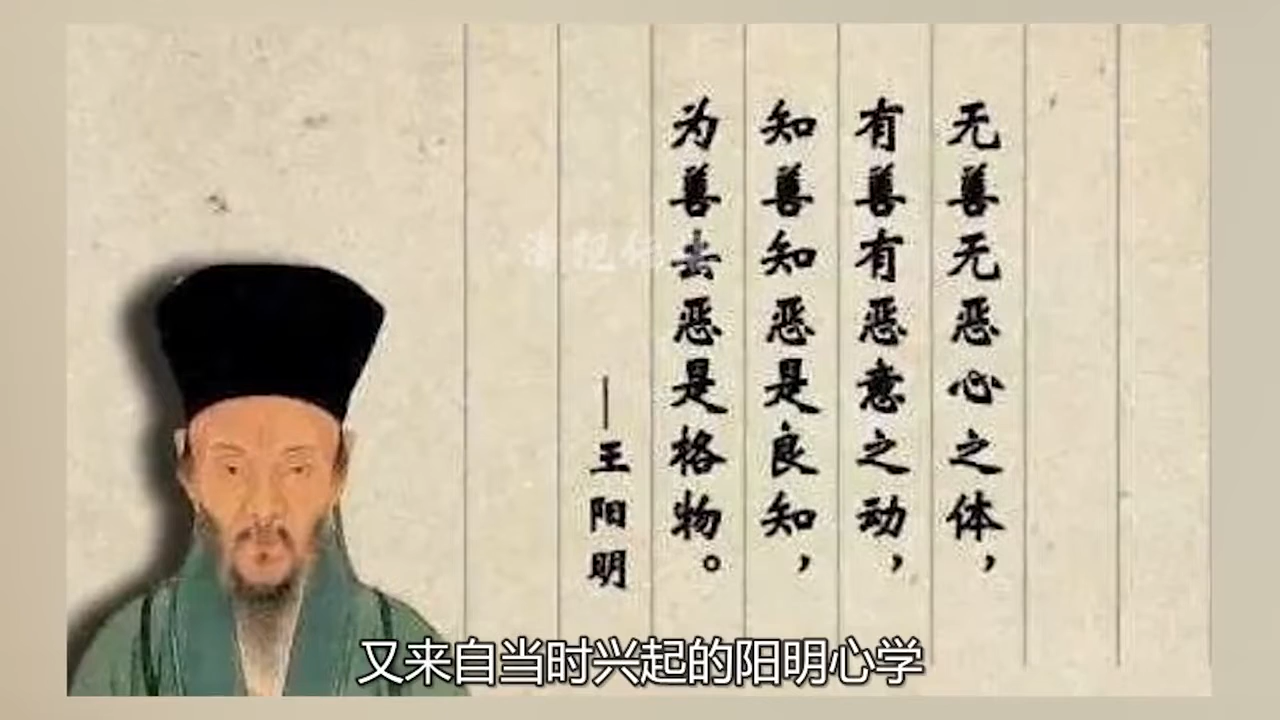 无善无恶心之体，
有善有恶意之动，
知善知恶是良知，
为善去恶是格物。
—王阳明
又来自当时兴起的阳明心学